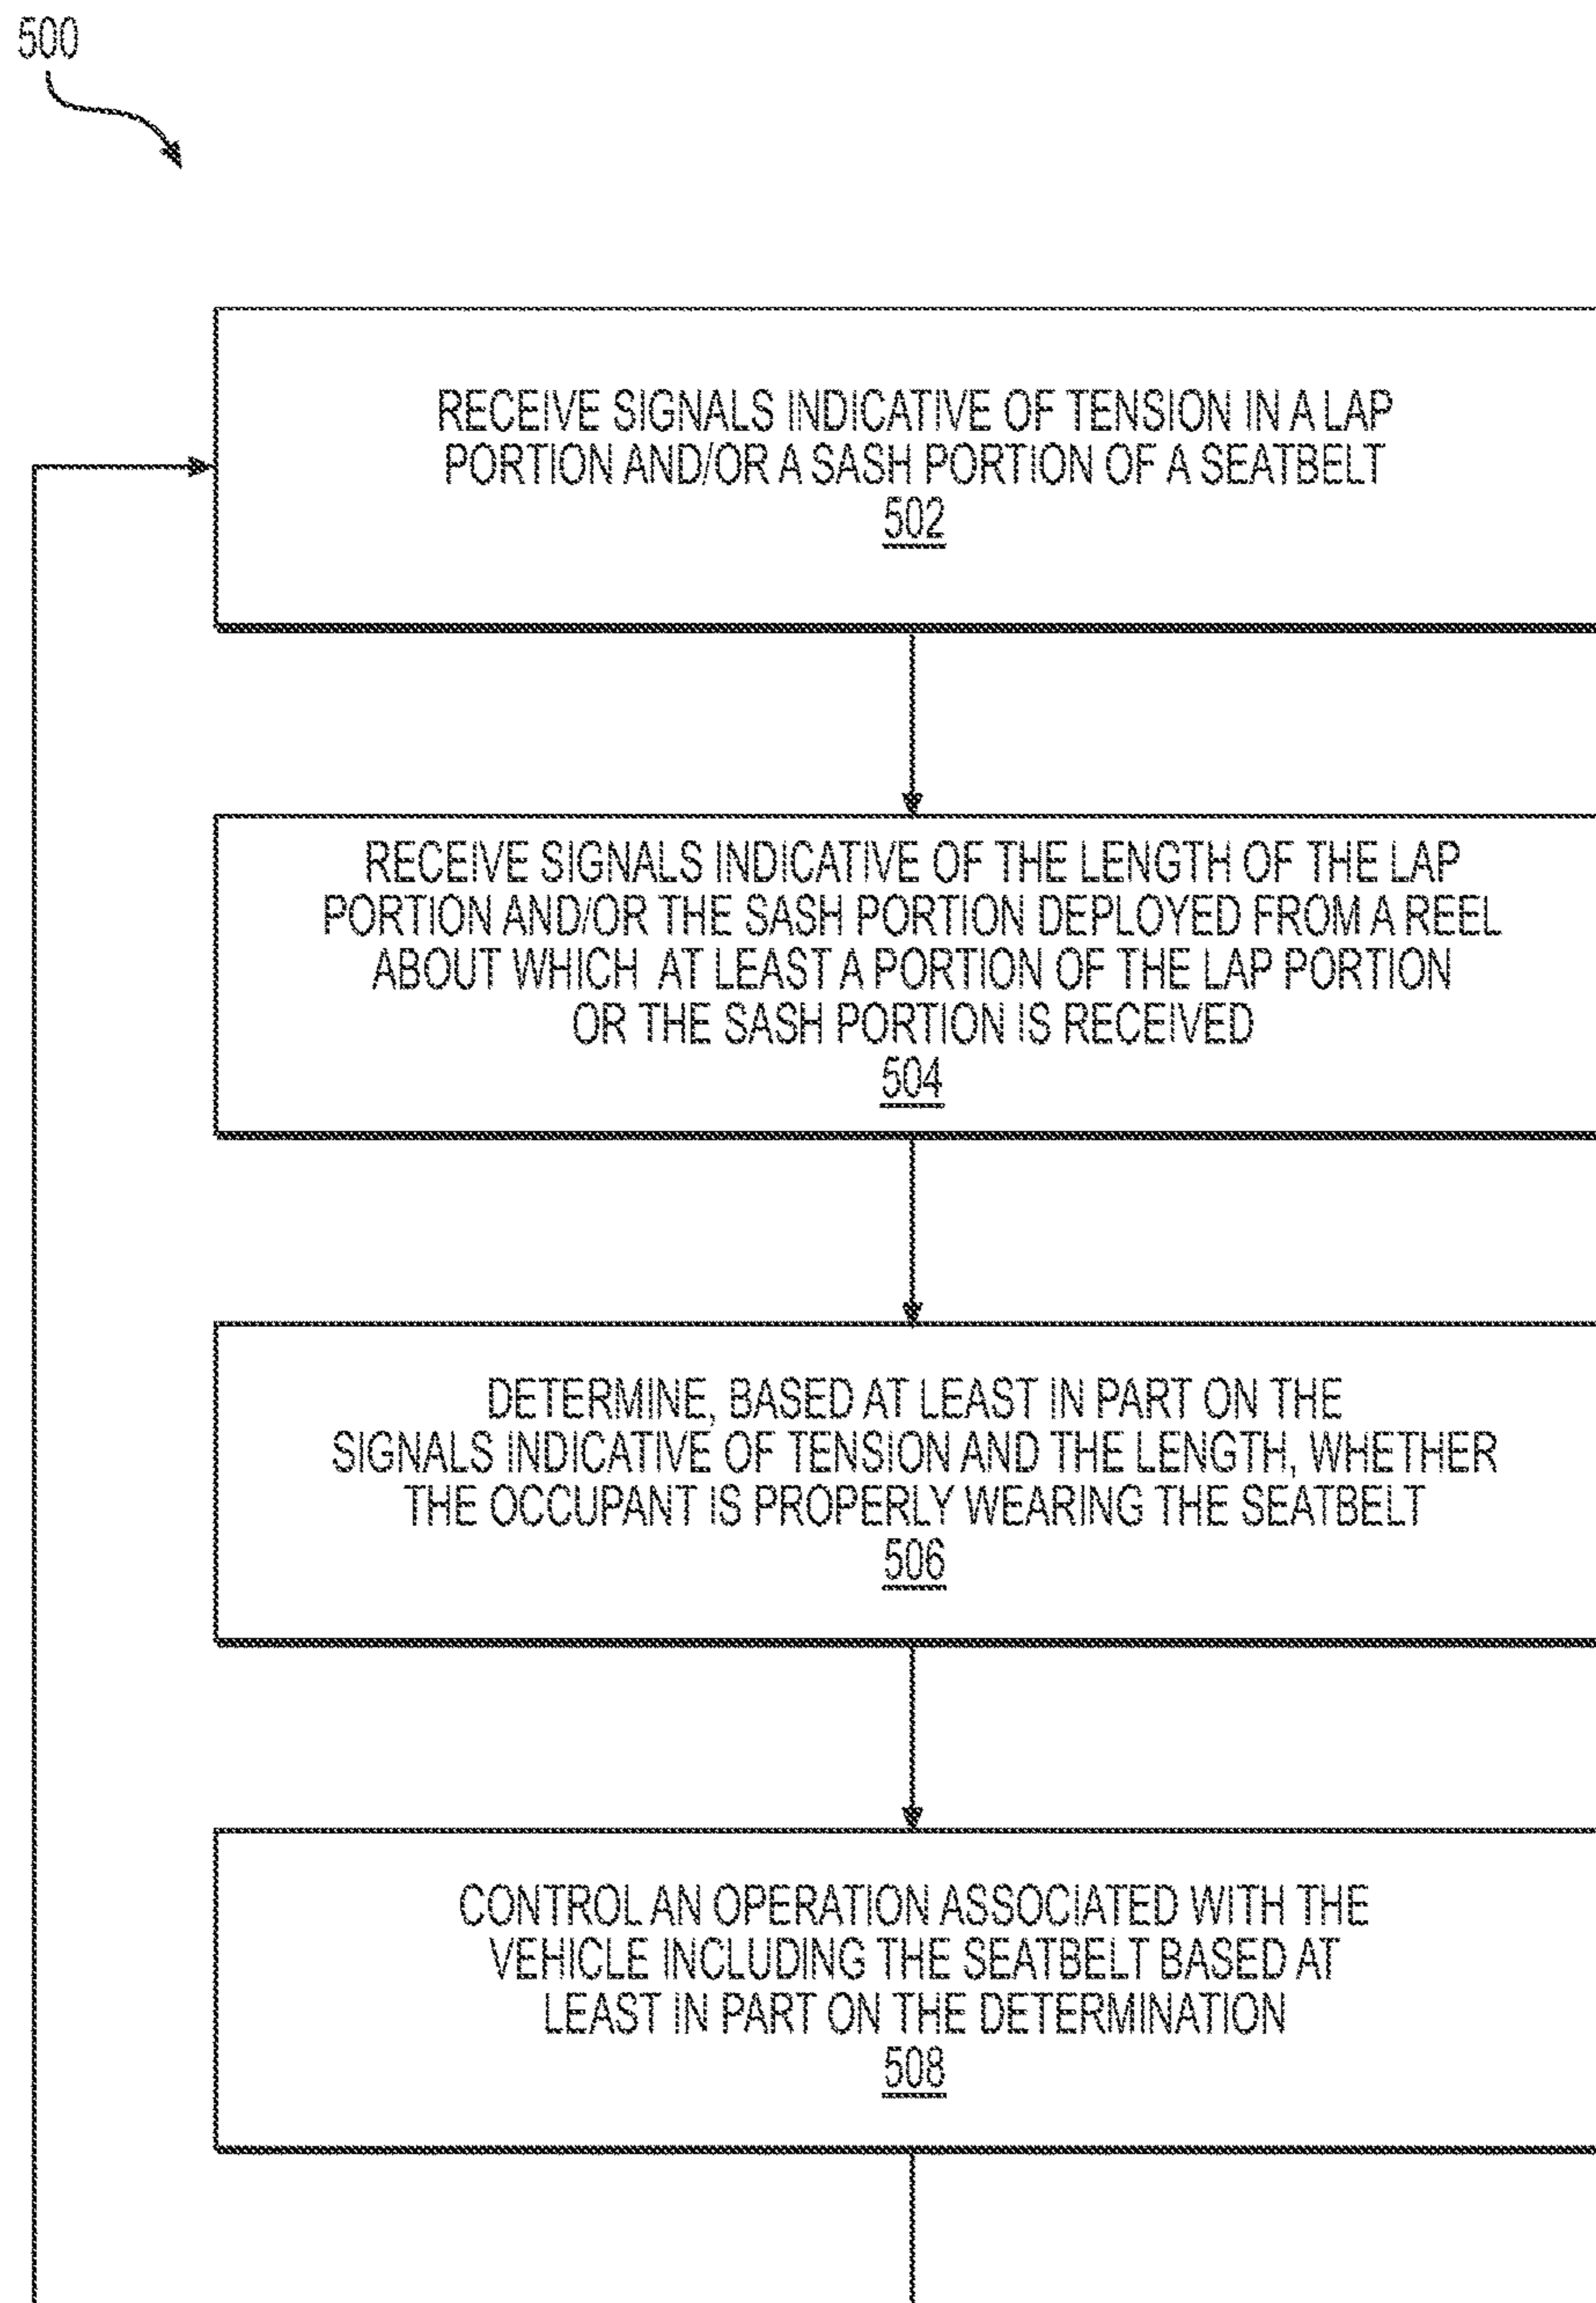 500
RECEIVE SIGNALS INDICATIVE OF TENSION IN A LAP
PORTION AND/OR A SASH PORTION OF A SEATBELT
502
RECEIVE SIGNALS INDICATIVE OF THE LENGTH OF THE LAP
PORTION AND/OR THE SASH PORTION DEPLOYED FROM A REEL
ABOUT WHICH AT LEAST A PORTION OF THE LAP PORTION
OR THE SASH PORTION IS RECEIVED
504
DETERMINE, BASED AT LEAST IN PART ON THE
SIGNALS INDICATIVE OF TENSION AND THE LENGTH, WHETHER
THE OCCUPANT IS PROPERLY WEARING THE SEATBELT
506
CONTROL AN OPERATION ASSOCIATED WITH THE
VEHICLE INCLUDING THE SEATBELT BASED AT
LEAST IN PART ON THE DETERMINATION
508